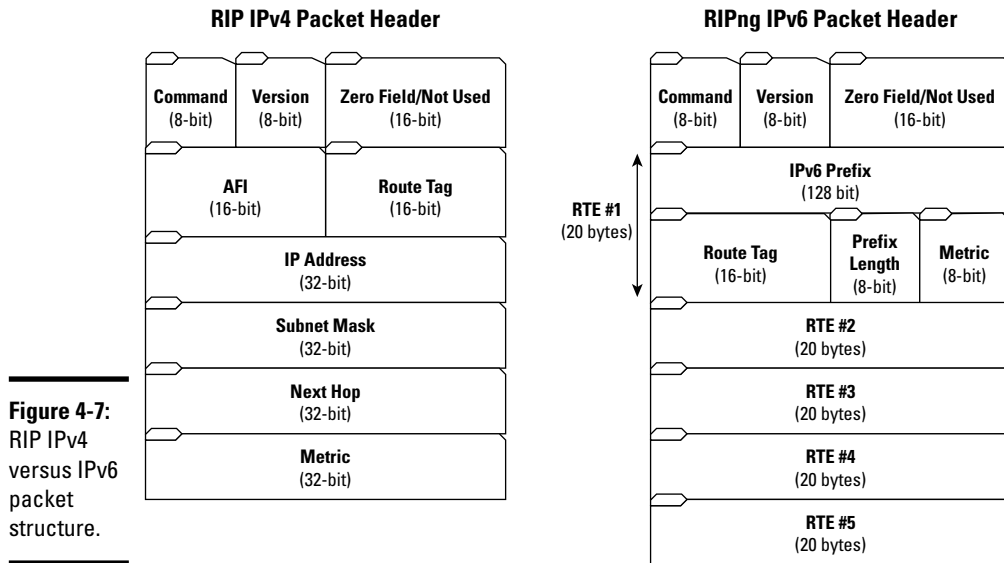 RIP IPv4 Packet Header
Command
(8-bit)
Version
(8-bit)
Zero Field/Not Used
(16-bit)
AFI
(16-bit)
Route Tag
(16-bit)
IP Address
(32-bit)
Subnet Mask
(32-bit)
Next Hop
(32-bit)
Metric
(32-bit)
RIPng IPv6 Packet Header
Command
(8-bit)
Version
(8-bit)
Zero Field/Not Used
(16-bit)
RTE #1
(20 bytes)
IPv6 Prefix
(128 bit)
Route Tag
(16-bit)
Prefix
Length
(8-bit)
Metric
(8-bit)
RTE #2
(20 bytes)
RTE #3
(20 bytes)
RTE #4
(20 bytes)
RTE #5
(20 bytes)
Figure 4-7:
RIP IPv4
versus IPv6
packet
structure.